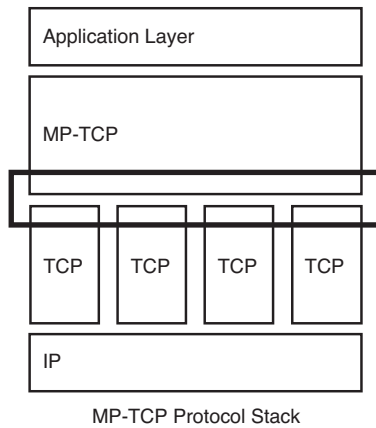 Application Layer
MP-TCP
TCP TCP TCP TCP
IP
MP-TCP Protocol Stack